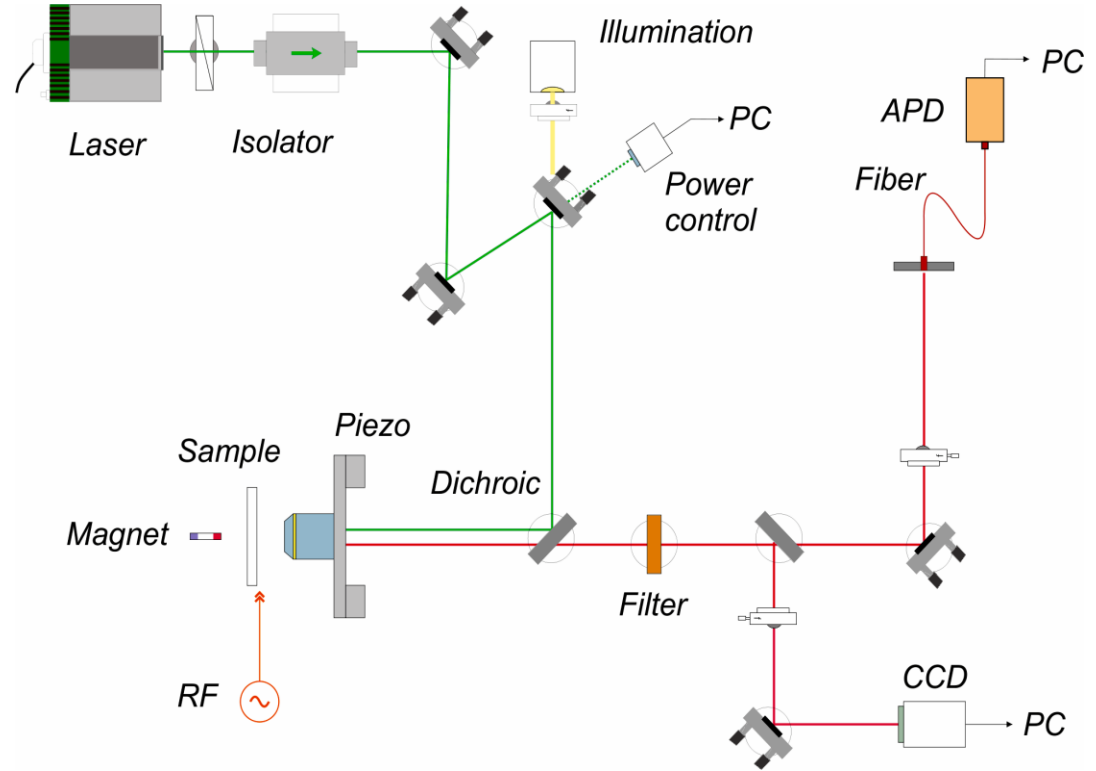 Illumination
PC
APD
Laser
Isolator
PC
Fiber
Power
control
Piezo
Sample
Dichroic
Magnet
Filter
RF
CCD
PC